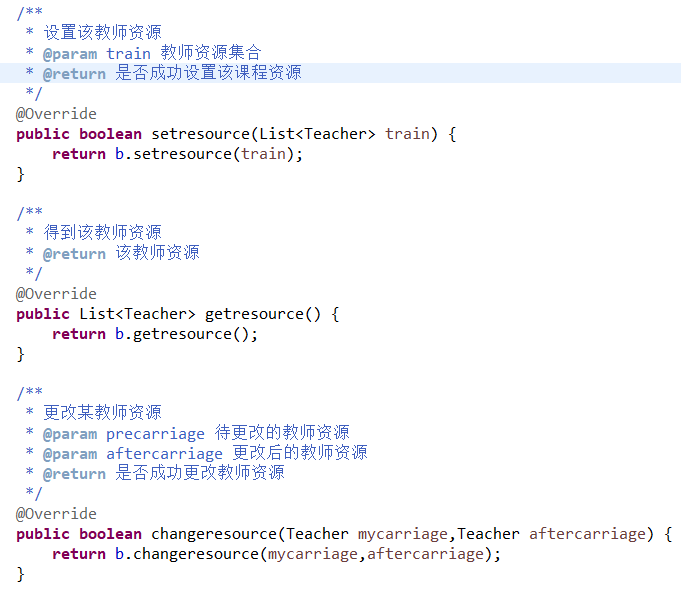 /**
 * 设置该教师资源
 * @param train 教师资源集合
 * @return 是否成功设置该课程资源
 */
@Override
public boolean setresource(List<Teacher> train) {
    return b.setresource(train);
}
/**
 * 得到该教师资源
 * @return 该教师资源
 */
@Override
public List<Teacher> getresource() {
    return b.getresource();
}
/**
 * 更改某教师资源
 * @param precarriage 待更改的教师资源
 * @param aftercarriage 更改后的教师资源
 * @return 是否成功更改教师资源
 */
@Override
public boolean changeresource(Teacher mycarriage,Teacher aftercarriage) {
    return b.changeresource(mycarriage,aftercarriage);
}